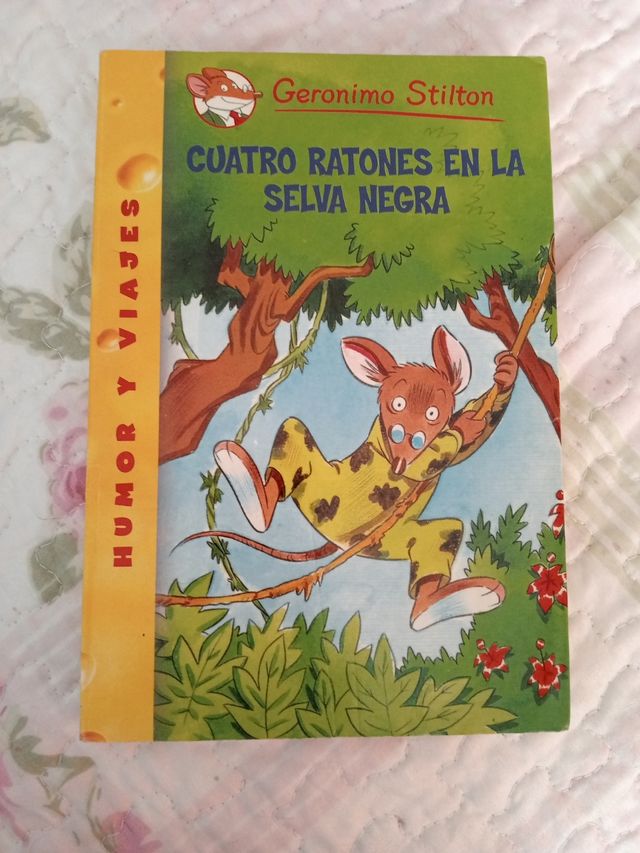 Geronimo Stilton
CUATRO RATONES EN LA
SELVA NEGRA
HUMOR Y VIAJES